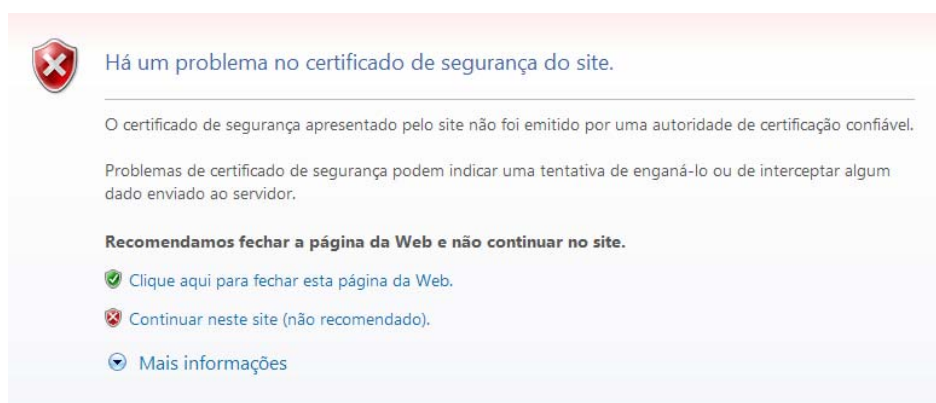 Há um problema no certificado de segurança do site.
O certificado de segurança apresentado pelo site não foi emitido por uma autoridade de certificação confiável.
Problemas de certificado de segurança podem indicar uma tentativa de enganá-lo ou de interceptar algum
dado enviado ao servidor.
Recomendamos fechar a página da Web e não continuar no site.
Clique aqui para fechar esta página da Web.
Continuar neste site (não recomendado).
Mais informações